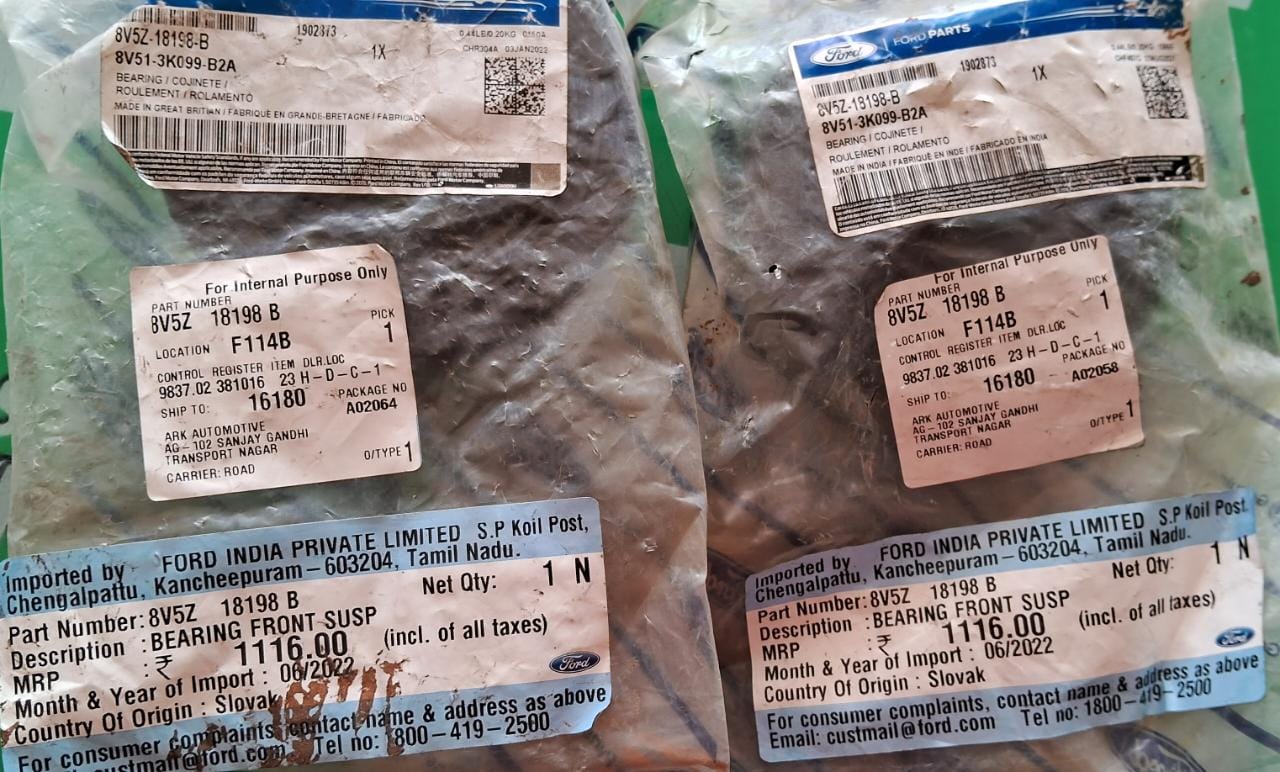 1902873
8V5Z-18198-B
1X
8V51-3K099-B2A
CHR304A 03JAN2022
BEARING / COJINETE /
ROULEMENT / ROLAMENTO
MADE IN GREAT BRITIAN / FABRIQUÉ EN GRANDE-BRETAGNE / FABRICADO
For Internal Purpose Only
PART NUMBER
8V5Z 18198 B
PICK
1
LOCATION F114B
CONTROL REGISTER ITEM DLR.LOC
9837.02 381016 23 H-D-C-1
SHIP TO: 16180
PACKAGE NO
A02064
ARK AUTOMOTIVE
AG-102 SANJAY GANDHI
TRANSPORT NAGAR
O/TYPE 1
CARRIER: ROAD
Imported by FORD INDIA PRIVATE LIMITED S.P Koil Post,
Chengalpattu, Kancheepuram-603204, Tamil Nadu.
Net Qty: 1 N
Part Number: 8V5Z 18198 B
Description : BEARING FRONT SUSP
MRP : ₹ 1116.00 (incl. of all taxes)
Month & Year of Import : 06/2022
Country Of Origin : Slovak
Ford
For consumer complaints, contact name & address as above
custmail@ford.com Tel no: 1800-419-2500
Ford FORD PARTS
1902873
1X
8V5Z-18198-B
8V51-3K099-B2A
BEARING / COJINETE /
ROULEMENT / ROLAMENTO
MADE IN INDIA / FABRIQUÉ EN INDE / FABRICADO EN INDIA
For Internal Purpose Only
PART NUMBER
8V5Z 18198 B
PICK
1
LOCATION F114B
CONTROL REGISTER ITEM DLR.LOC
9837.02 381016 23 H-D-C-1
SHIP TO: 16180
PACKAGE NO
A02058
ARK AUTOMOTIVE
AG-102 SANJAY GANDHI
TRANSPORT NAGAR
O/TYPE 1
CARRIER: ROAD
Imported by FORD INDIA PRIVATE LIMITED S.P Koil Post.
Chengalpattu, Kancheepuram-603204, Tamil Nadu.
Net Qty: 1 N
Part Number: 8V5Z 18198 B
Description : BEARING FRONT SUSP
MRP : ₹ 1116.00 (incl. of all taxes)
Month & Year of Import : 06/2022
Country Of Origin : Slovak
Ford
For consumer complaints, contact name & address as above
Email: custmail@ford.com Tel no: 1800-419-2500